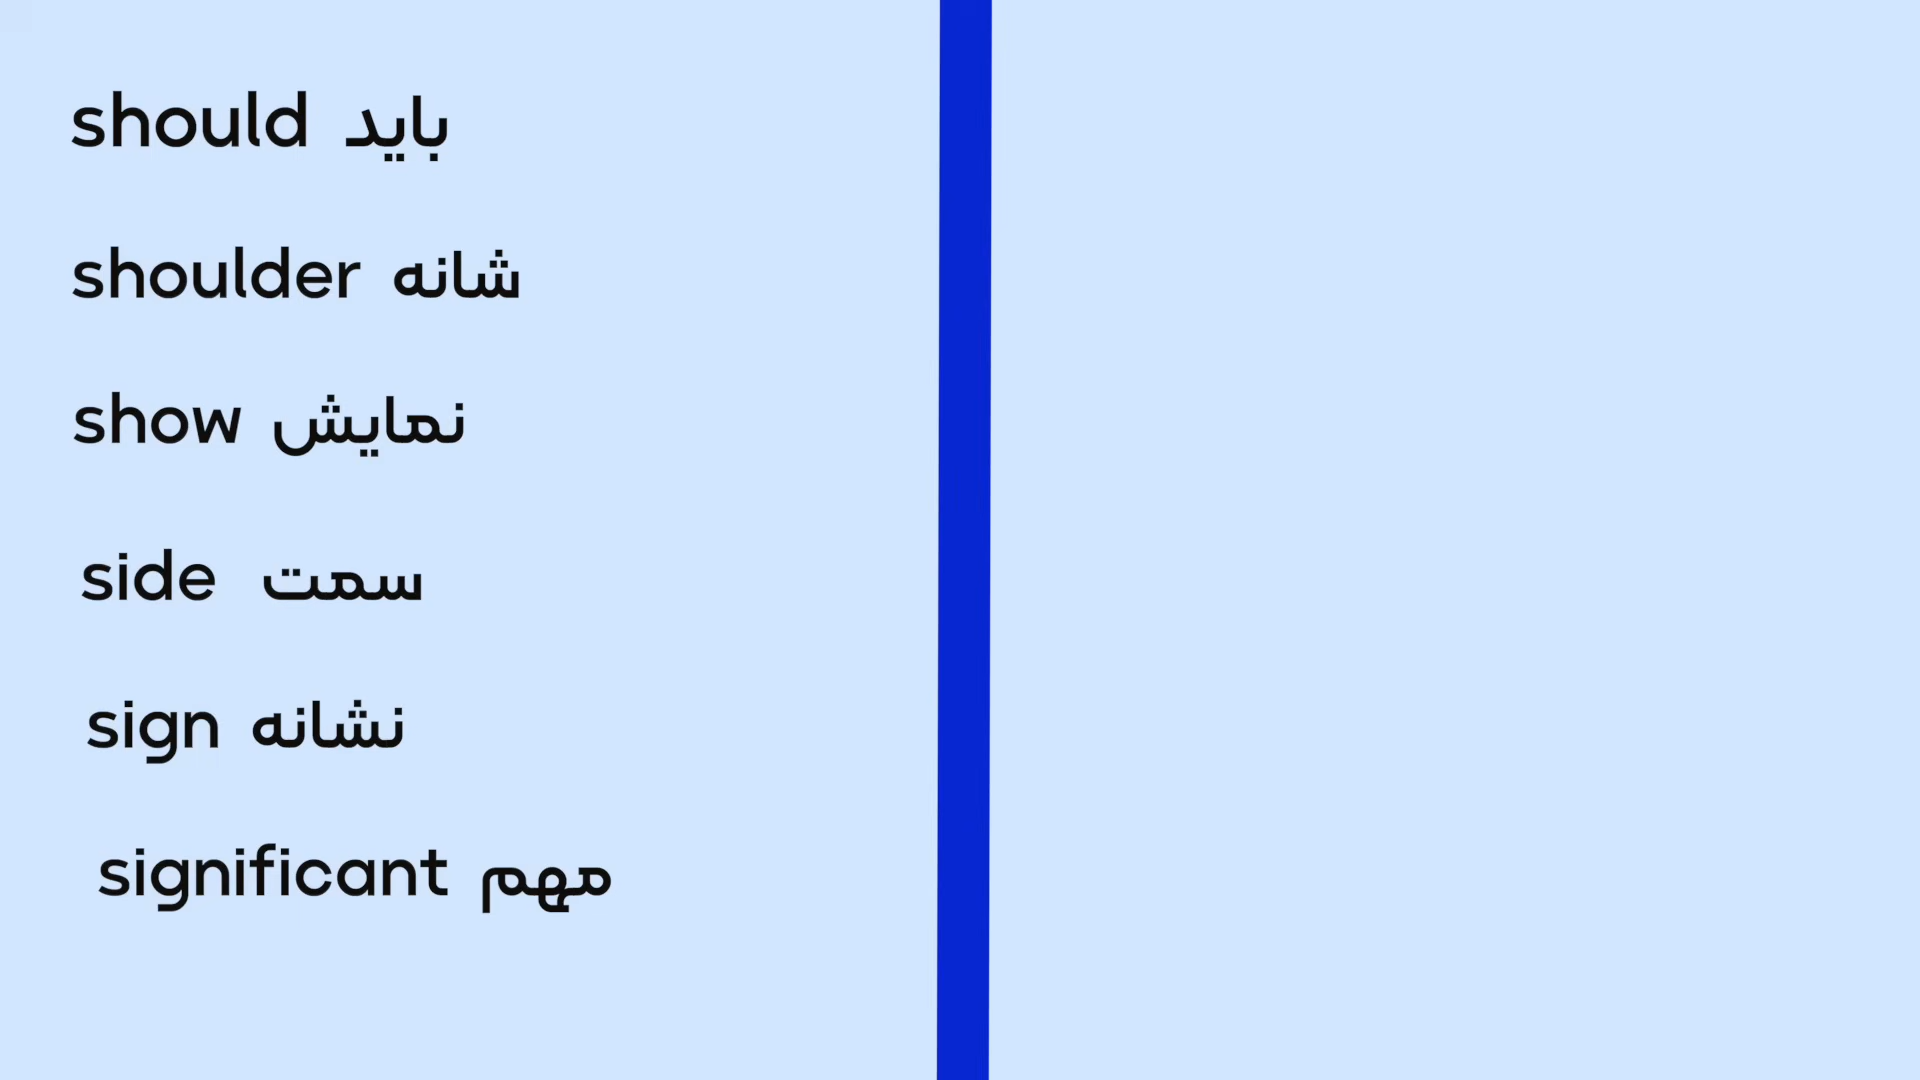 should باید
shoulder شانه
show نمایش
side سمت
sign نشانه
significant مهم